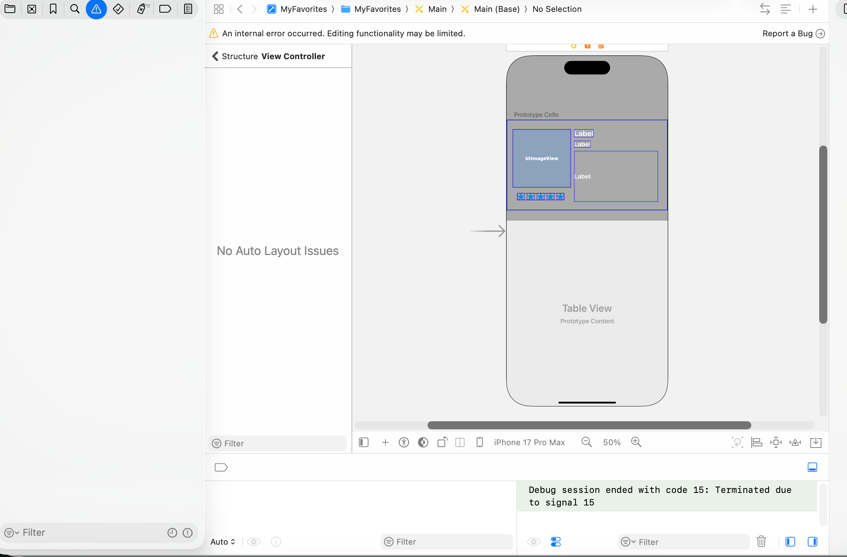 MyFavorites 〉 MyFavorites 〉 Main 〉 Main (Base) 〉 No Selection
An internal error occurred. Editing functionality may be limited.
Report a Bug
Structure View Controller
No Auto Layout Issues
Prototype Cells
UIImageView
Label
Label
Label
Table View
Prototype Content
Filter
iPhone 17 Pro Max
50%
Debug session ended with code 15: Terminated due
to signal 15
Filter
Auto
Filter
Filter